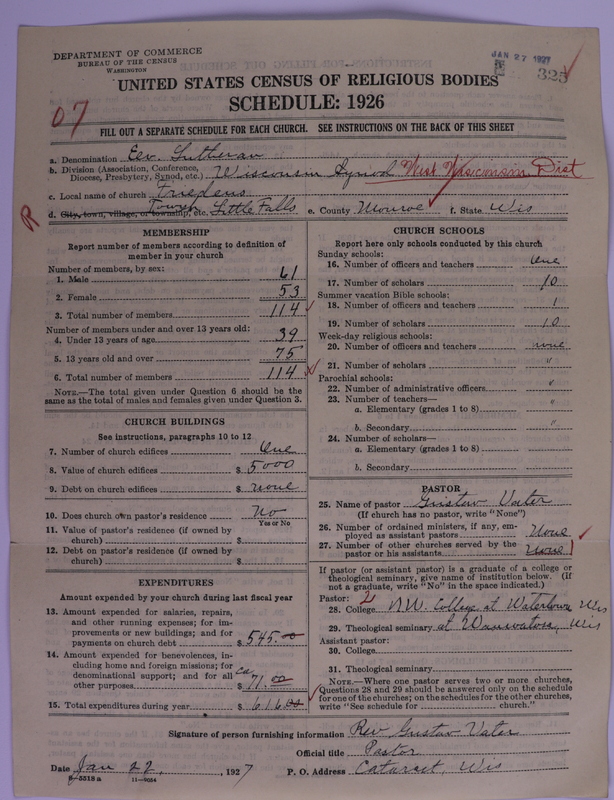 DEPARTMENT OF COMMERCE
BUREAU OF THE CENSUS
WASHINGTON
JAN 27 1927
325
UNITED STATES CENSUS OF RELIGIOUS BODIES
SCHEDULE: 1926
07
FILL OUT A SEPARATE SCHEDULE FOR EACH CHURCH. SEE INSTRUCTIONS ON THE BACK OF THIS SHEET
a. Denomination Ev. Lutheran
b. Division (Association, Conference, Diocese, Presbytery, Synod, etc.) Wisconsin Synod West Wisconsin Dist
c. Local name of church Friedens
R
d. City, town, village, or township, etc. Town Little Falls e. County Monroe f. State Wis
MEMBERSHIP
Report number of members according to definition of
member in your church
Number of members, by sex:
1. Male 61
2. Female 53
3. Total number of members 114
Number of members under and over 13 years old:
4. Under 13 years of age 39
5. 13 years old and over 75
6. Total number of members 114
NOTE.—The total given under Question 6 should be
same as the total of males and females given under Question 3.
CHURCH BUILDINGS
See instructions, paragraphs 10 to 12
7. Number of church edifices One
8. Value of church edifices $ 5000
9. Debt on church edifices $ none
10. Does church own pastor's residence No
Yes or No
11. Value of pastor's residence (if owned by
church) $
12. Debt on pastor's residence (if owned by
church) $
EXPENDITURES
Amount expended by your church during last fiscal year
13. Amount expended for salaries, repairs,
and other running expenses; for im-
provements or new buildings; and for
payments on church debt $ 545.00
14. Amount expended for benevolences, in-
cluding home and foreign missions; for
denominational support; and for all
other purposes $ ca 71.00
15. Total expenditures during year $ 616.00
CHURCH SCHOOLS
Report here only schools conducted by this church
Sunday schools:
16. Number of officers and teachers One
17. Number of scholars 10
Summer vacation Bible schools:
18. Number of officers and teachers 1
19. Number of scholars 10
Week-day religious schools:
20. Number of officers and teachers none
21. Number of scholars "
Parochial schools:
22. Number of administrative officers "
23. Number of teachers—
a. Elementary (grades 1 to 8) "
b. Secondary "
24. Number of scholars—
a. Elementary (grades 1 to 8)
b. Secondary
PASTOR
25. Name of pastor Gustav Vater
(If church has no pastor, write "None")
26. Number of ordained ministers, if any, em-
ployed as assistant pastors None
27. Number of other churches served by the
pastor or his assistants None 1
If pastor (or assistant pastor) is a graduate of a college or
theological seminary, give name of institution below. (If
not a graduate, write "No" in the space indicated.)
Pastor:
28. College N.W. College at Watertown Wis
29. Theological seminary at Wauwatosa, Wis
Assistant pastor:
30. College
31. Theological seminary
NOTE.—Where one pastor serves two or more churches,
Questions 28 and 29 should be answered only on the schedule
for one of the churches; on the schedules for the other churches,
write "See schedule for church."
Signature of person furnishing information Rev. Gustav Vater
Official title Pastor
Date Jan 22, 1927 P. O. Address Cataract, Wis
8-5518 a 11-9654